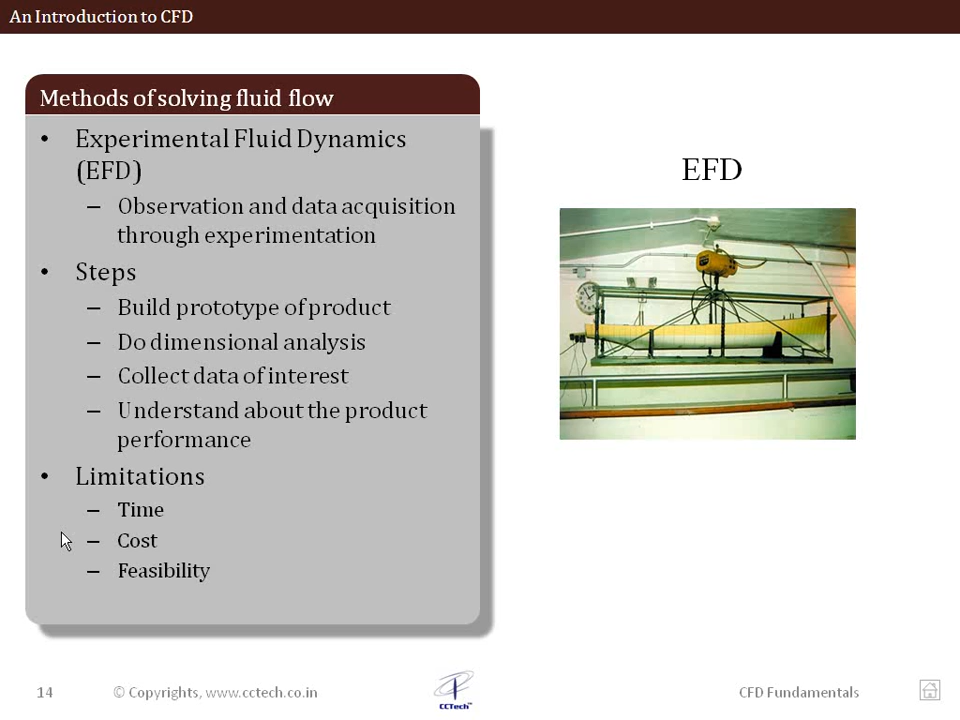 An Introduction to CFD
Methods of solving fluid flow
• Experimental Fluid Dynamics
(EFD)
– Observation and data acquisition
through experimentation
• Steps
– Build prototype of product
– Do dimensional analysis
– Collect data of interest
– Understand about the product
performance
• Limitations
– Time
– Cost
– Feasibility
EFD
14
© Copyrights, www.cctech.co.in
CCTech™
CFD Fundamentals